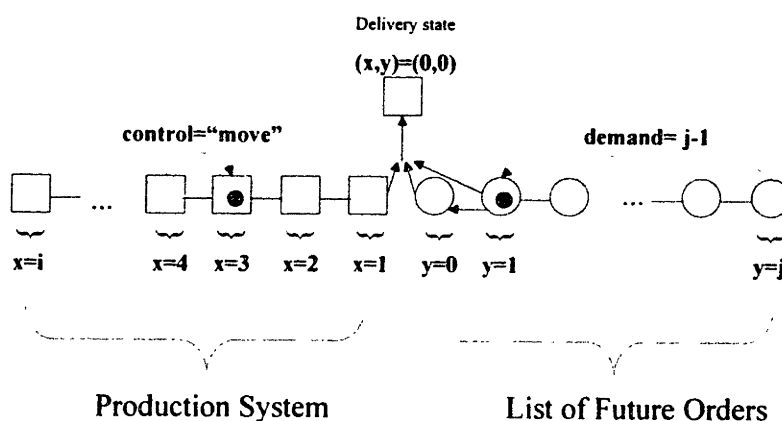 Delivery state
(x,y)=(0,0)
control="move"
demand= j-1
... ...
x=i x=4 x=3 x=2 x=1 y=0 y=1 y=j
Production System List of Future Orders